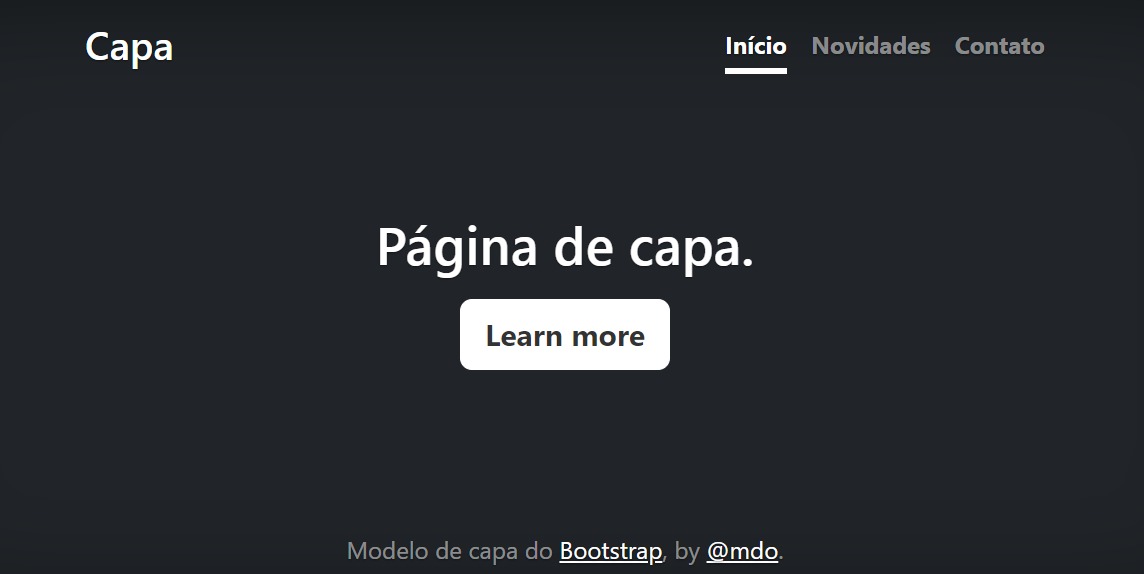 Capa
Início Novidades Contato
Página de capa.
Learn more
Modelo de capa do Bootstrap, by @mdo.